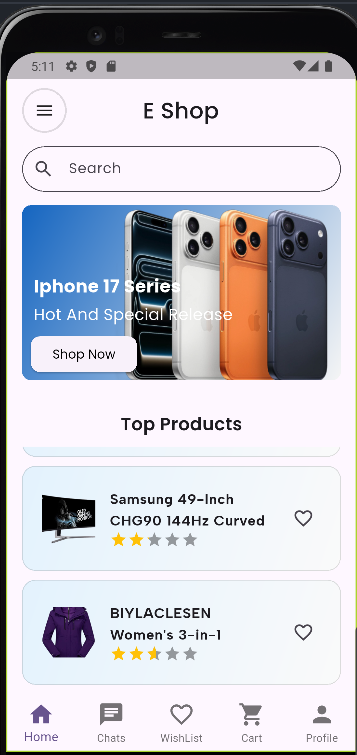 5:11
E Shop
Search
Iphone 17 Series
Hot And Special Release
Shop Now
Top Products
Samsung 49-Inch
CHG90 144Hz Curved
BIYLACLESEN
Women's 3-in-1
Home
Chats
WishList
Cart
Profile